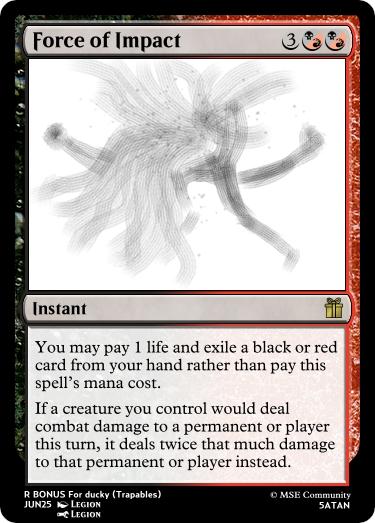 Force of Impact 3
Instant
You may pay 1 life and exile a black or red
card from your hand rather than pay this
spell's mana cost.
If a creature you control would deal
combat damage to a permanent or player
this turn, it deals twice that much damage
to that permanent or player instead.
R BONUS For ducky (Trapables)
JUN25 Legion
Legion
© MSE Community
5ATAN